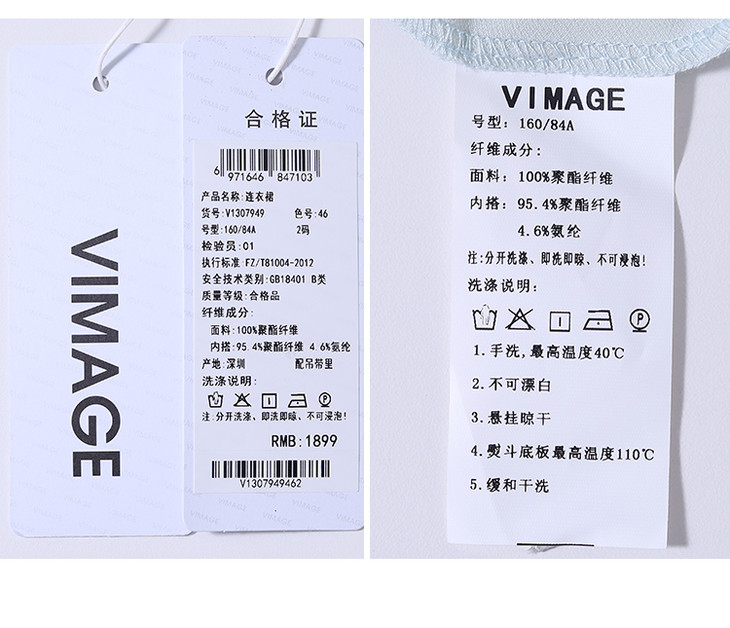 VIMAGE
合格证
6 971646 847103
产品名称:连衣裙
货号:V1307949 色号:46
号型:160/84A 2码
检验员:01
执行标准:FZ/T81004-2012
安全技术类别:GB18401 B类
质量等级:合格品
纤维成分:
面料:100%聚酯纤维
内搭:95.4%聚酯纤维 4.6%氨纶
产地:深圳 配吊带里
洗涤说明:
P
注:分开洗涤、即洗即晾、不可浸泡!
RMB:1899
V1307949462
VIMAGE
号型: 160/84A
纤维成分:
面料: 100%聚酯纤维
内搭: 95.4%聚酯纤维
4.6%氨纶
注:分开洗涤、即洗即晾、不可浸泡!
洗涤说明:
P
1.手洗,最高温度40℃
2.不可漂白
3.悬挂晾干
4.熨斗底板最高温度110℃
5.缓和干洗